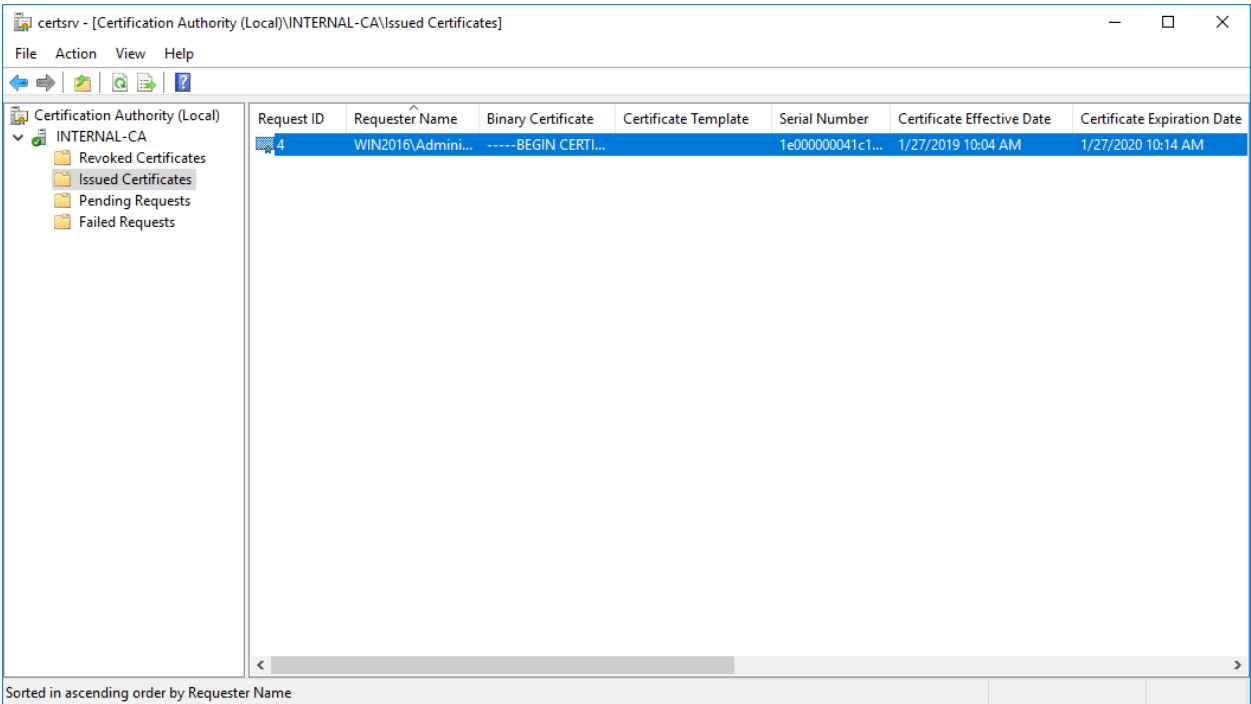 certsrv - [Certification Authority (Local)\INTERNAL-CA\Issued Certificates]
File Action View Help
Certification Authority (Local)
INTERNAL-CA
Revoked Certificates
Issued Certificates
Pending Requests
Failed Requests
Request ID Requester Name Binary Certificate Certificate Template Serial Number Certificate Effective Date Certificate Expiration Date
4 WIN2016\Admini... -----BEGIN CERTI... 1e000000041c1... 1/27/2019 10:04 AM 1/27/2020 10:14 AM
Sorted in ascending order by Requester Name